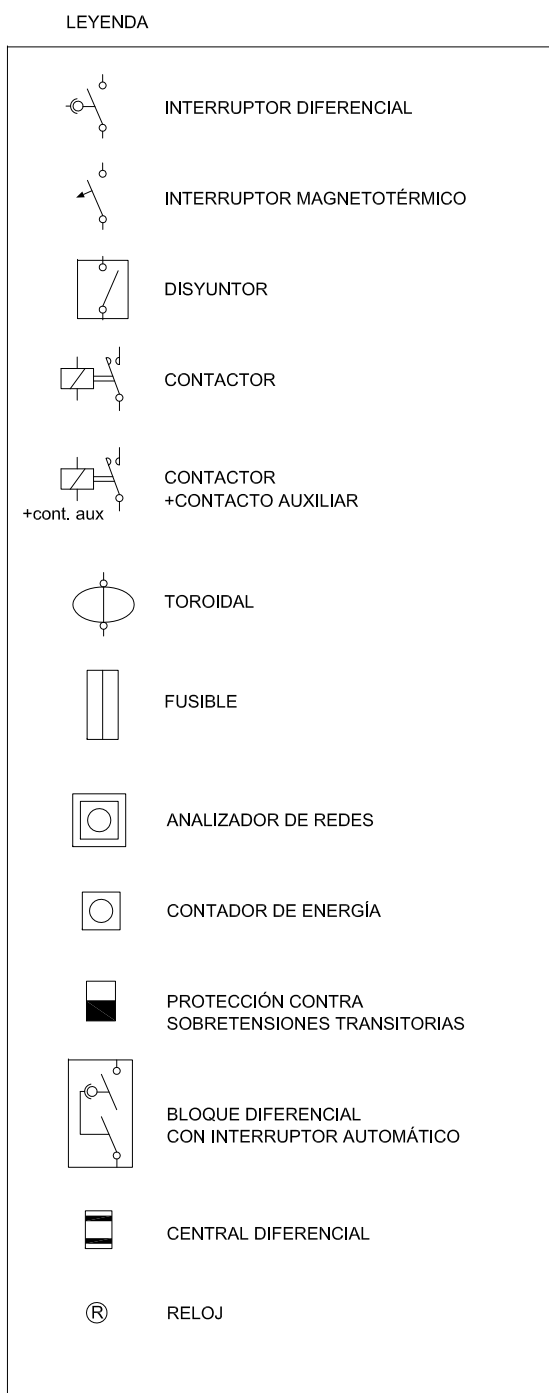 LEYENDA
INTERRUPTOR DIFERENCIAL
INTERRUPTOR MAGNETOTÉRMICO
DISYUNTOR
CONTACTOR
CONTACTOR
+CONTACTO AUXILIAR
+cont. aux
TOROIDAL
FUSIBLE
ANALIZADOR DE REDES
CONTADOR DE ENERGÍA
PROTECCIÓN CONTRA
SOBRETENSIONES TRANSITORIAS
BLOQUE DIFERENCIAL
CON INTERRUPTOR AUTOMÁTICO
CENTRAL DIFERENCIAL
R RELOJ